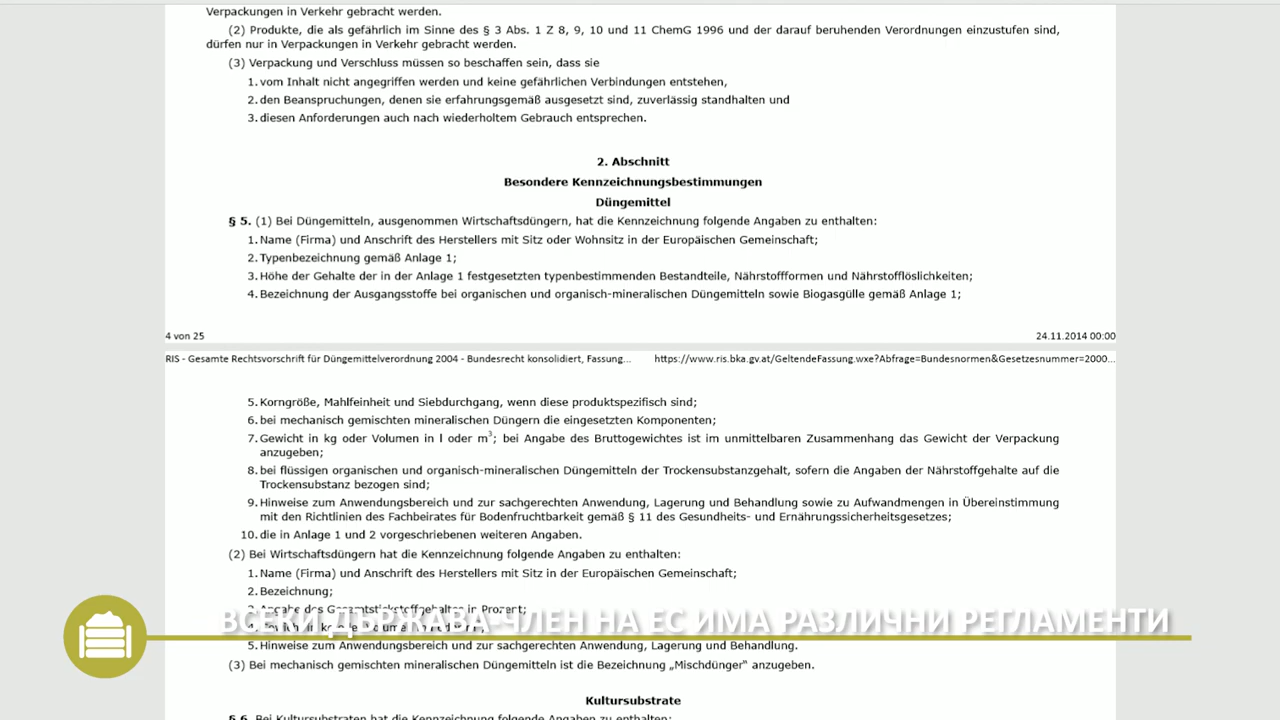 Verpackungen in Verkehr gebracht werden.
(2) Produkte, die als gefährlich im Sinne des § 3 Abs. 1 Z 8, 9, 10 und 11 ChemG 1996 und der darauf beruhenden Verordnungen einzustufen sind,
dürfen nur in Verpackungen in Verkehr gebracht werden.
(3) Verpackung und Verschluss müssen so beschaffen sein, dass sie
1. vom Inhalt nicht angegriffen werden und keine gefährlichen Verbindungen entstehen,
2. den Beanspruchungen, denen sie erfahrungsgemäß ausgesetzt sind, zuverlässig standhalten und
3. diesen Anforderungen auch nach wiederholtem Gebrauch entsprechen.
2. Abschnitt
Besondere Kennzeichnungsbestimmungen
Düngemittel
§ 5. (1) Bei Düngemitteln, ausgenommen Wirtschaftsdüngern, hat die Kennzeichnung folgende Angaben zu enthalten:
1. Name (Firma) und Anschrift des Herstellers mit Sitz oder Wohnsitz in der Europäischen Gemeinschaft;
2. Typenbezeichnung gemäß Anlage 1;
3. Höhe der Gehalte der in der Anlage 1 festgesetzten typenbestimmenden Bestandteile, Nährstoffformen und Nährstofflöslichkeiten;
4. Bezeichnung der Ausgangsstoffe bei organischen und organisch-mineralischen Düngemitteln sowie Biogasgülle gemäß Anlage 1;
4 von 25 24.11.2014 00:00
RIS - Gesamte Rechtsvorschrift für Düngemittelverordnung 2004 - Bundesrecht konsolidiert, Fassung... https://www.ris.bka.gv.at/GeltendeFassung.wxe?Abfrage=Bundesnormen&Gesetzesnummer=2000...
5. Korngröße, Mahlfeinheit und Siebdurchgang, wenn diese produktspezifisch sind;
6. bei mechanisch gemischten mineralischen Düngern die eingesetzten Komponenten;
7. Gewicht in kg oder Volumen in l oder m³; bei Angabe des Bruttogewichtes ist im unmittelbaren Zusammenhang das Gewicht der Verpackung
anzugeben;
8. bei flüssigen organischen und organisch-mineralischen Düngemitteln der Trockensubstanzgehalt, sofern die Angaben der Nährstoffgehalte auf die
Trockensubstanz bezogen sind;
9. Hinweise zum Anwendungsbereich und zur sachgerechten Anwendung, Lagerung und Behandlung sowie zu Aufwandmengen in Übereinstimmung
mit den Richtlinien des Fachbeirates für Bodenfruchtbarkeit gemäß § 11 des Gesundheits- und Ernährungssicherheitsgesetzes;
10. die in Anlage 1 und 2 vorgeschriebenen weiteren Angaben.
(2) Bei Wirtschaftsdüngern hat die Kennzeichnung folgende Angaben zu enthalten:
1. Name (Firma) und Anschrift des Herstellers mit Sitz in der Europäischen Gemeinschaft;
2. Bezeichnung;
3. Angabe des Gesamtstickstoffgehaltes in Prozent;
ВСЯКА ДЪРЖАВА-ЧЛЕН НА ЕС ИМА РАЗЛИЧНИ РЕГЛАМЕНТИ
5. Hinweise zum Anwendungsbereich und zur sachgerechten Anwendung, Lagerung und Behandlung.
(3) Bei mechanisch gemischten mineralischen Düngemitteln ist die Bezeichnung „Mischdünger“ anzugeben.
Kultursubstrate
§ 6. Bei Kultursubstraten hat die Kennzeichnung folgende Angaben zu enthalten: